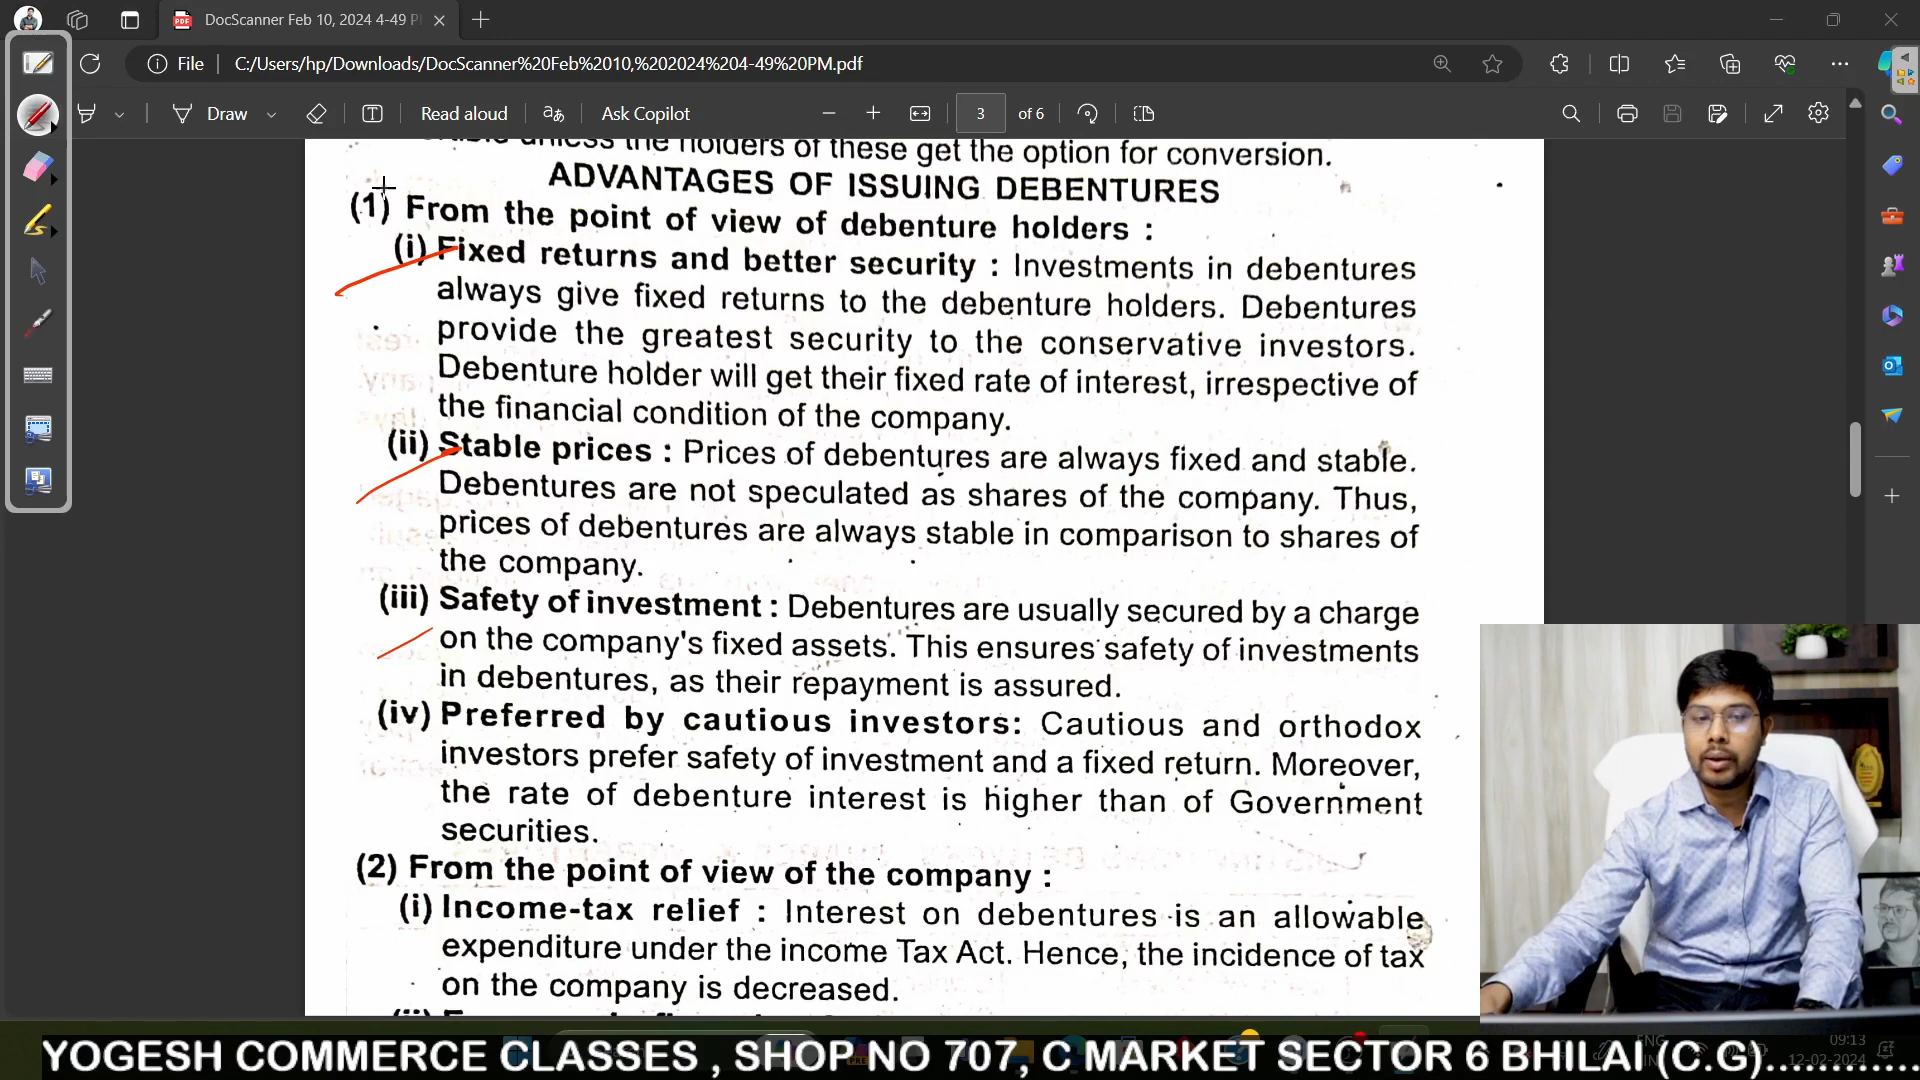 DocScanner Feb 10, 2024 4-49 P
File
C:/Users/hp/Downloads/DocScanner%20Feb%2010,%202024%204-49%20PM.pdf
Draw
Read aloud
Ask Copilot
3 of 6
unless the holders of these get the option for conversion.
ADVANTAGES OF ISSUING DEBENTURES
(1) From the point of view of debenture holders :
(i) Fixed returns and better security : Investments in debentures
always give fixed returns to the debenture holders. Debentures
provide the greatest security to the conservative investors.
Debenture holder will get their fixed rate of interest, irrespective of
the financial condition of the company.
(ii) Stable prices : Prices of debentures are always fixed and stable.
Debentures are not speculated as shares of the company. Thus,
prices of debentures are always stable in comparison to shares of
the company.
(iii) Safety of investment : Debentures are usually secured by a charge
on the company's fixed assets. This ensures safety of investments
in debentures, as their repayment is assured.
(iv) Preferred by cautious investors: Cautious and orthodox
investors prefer safety of investment and a fixed return. Moreover,
the rate of debenture interest is higher than of Government
securities.
(2) From the point of view of the company :
(i) Income-tax relief : Interest on debentures is an allowable
expenditure under the income Tax Act. Hence, the incidence of tax
on the company is decreased.
YOGESH COMMERCE CLASSES , SHOP NO 707, C MARKET SECTOR 6 BHILAI (C.G).............
ENG
09:13
12-02-2024